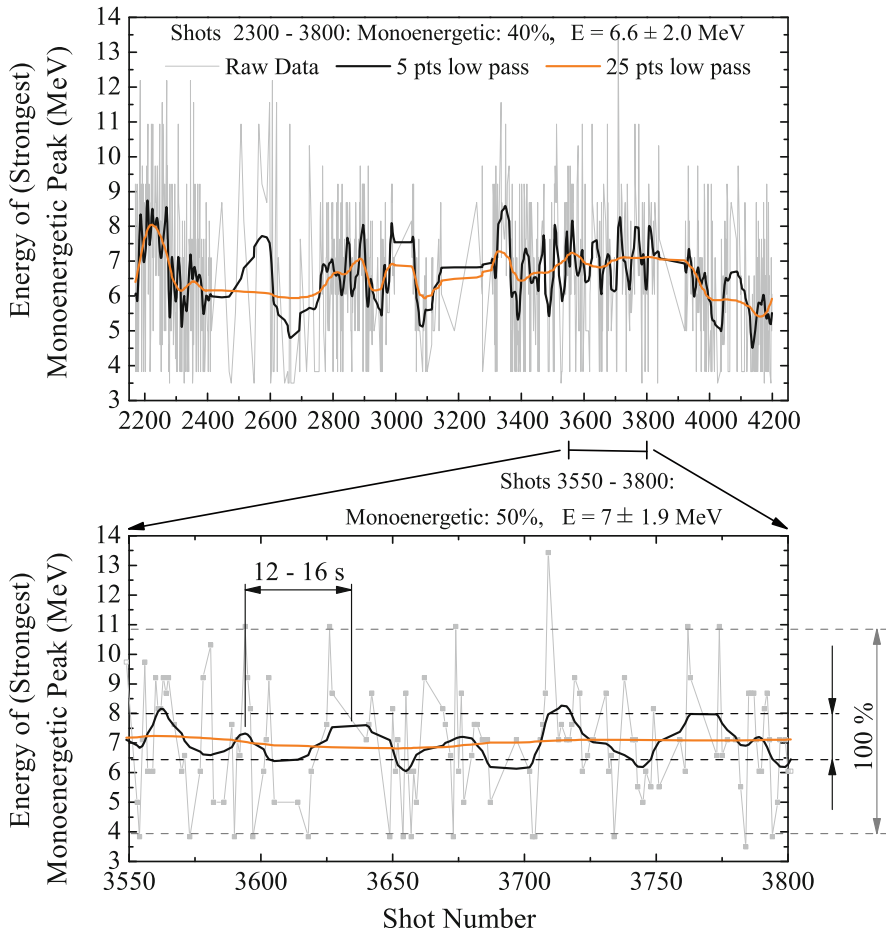 Shots 2300 - 3800: Monoenergetic: 40%, E = 6.6 ± 2.0 MeV
Raw Data 5 pts low pass 25 pts low pass
Energy of (Strongest)
Monoenergetic Peak (MeV)
14
13
12
11
10
9
8
7
6
5
4
3
2200 2400 2600 2800 3000 3200 3400 3600 3800 4000 4200
Shots 3550 - 3800:
Monoenergetic: 50%, E = 7 ± 1.9 MeV
Energy of (Strongest)
Monoenergetic Peak (MeV)
14
13
12
11
10
9
8
7
6
5
4
3
12 - 16 s
100 %
3550 3600 3650 3700 3750 3800
Shot Number